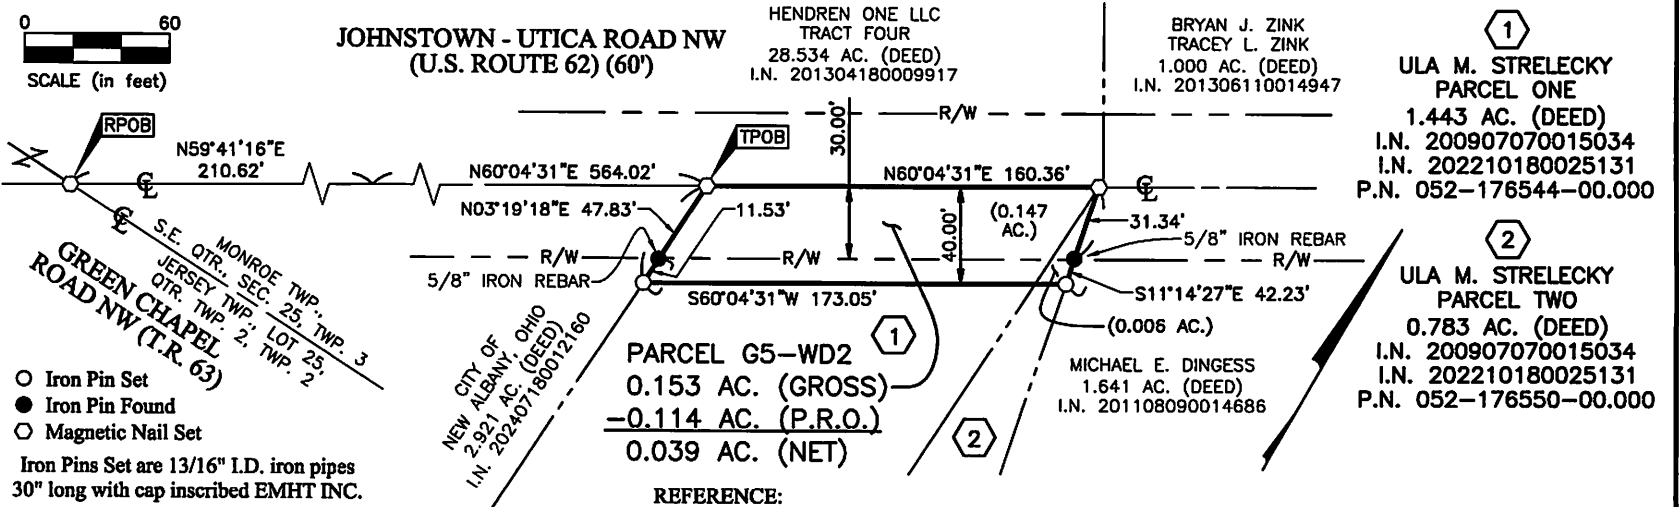 0 60
SCALE (in feet)
JOHNSTOWN - UTICA ROAD NW
(U.S. ROUTE 62) (60')
HENDREN ONE LLC
TRACT FOUR
28.534 AC. (DEED)
I.N. 201304180009917
BRYAN J. ZINK
TRACEY L. ZINK
1.000 AC. (DEED)
I.N. 201306110014947
1
ULA M. STRELECKY
PARCEL ONE
1.443 AC. (DEED)
I.N. 200907070015034
I.N. 202210180025131
P.N. 052-176544-00.000
2
ULA M. STRELECKY
PARCEL TWO
0.783 AC. (DEED)
I.N. 200907070015034
I.N. 202210180025131
P.N. 052-176550-00.000
R/W
RPOB
TPOB
30.00'
N59°41'16"E
210.62'
℄
N60°04'31"E 564.02'
N60°04'31"E 160.36'
℄
N03°19'18"E 47.83'
11.53'
40.00'
(0.147
AC.)
31.34'
5/8" IRON REBAR
℄
R/W
R/W
R/W
5/8" IRON REBAR
S60°04'31"W 173.05'
S11°14'27"E 42.23'
(0.006 AC.)
MONROE TWP.,
S.E. QTR., SEC. 25, TWP. 3
JERSEY TWP., LOT 25,
QTR. TWP. 2, TWP. 2
GREEN CHAPEL
ROAD NW (T.R. 63)
CITY OF
NEW ALBANY, OHIO
2.921 AC. (DEED)
I.N. 202407180012160
1
PARCEL G5-WD2
0.153 AC. (GROSS)
-0.114 AC. (P.R.O.)
0.039 AC. (NET)
MICHAEL E. DINGESS
1.641 AC. (DEED)
I.N. 201108090014686
2
Iron Pin Set
Iron Pin Found
Magnetic Nail Set
Iron Pins Set are 13/16" I.D. iron pipes
30" long with cap inscribed EMHT INC.
REFERENCE:
N